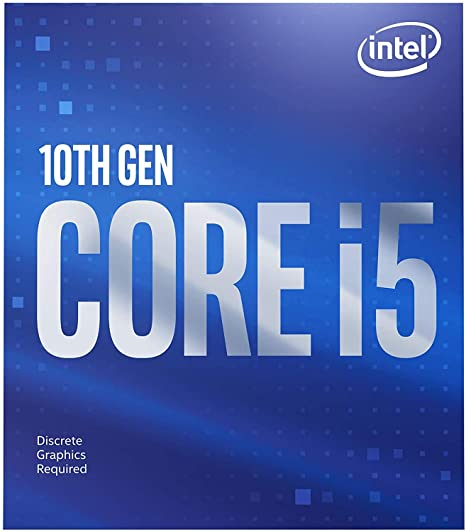 intel
10TH GEN
CORE i5
Discrete
Graphics
Required